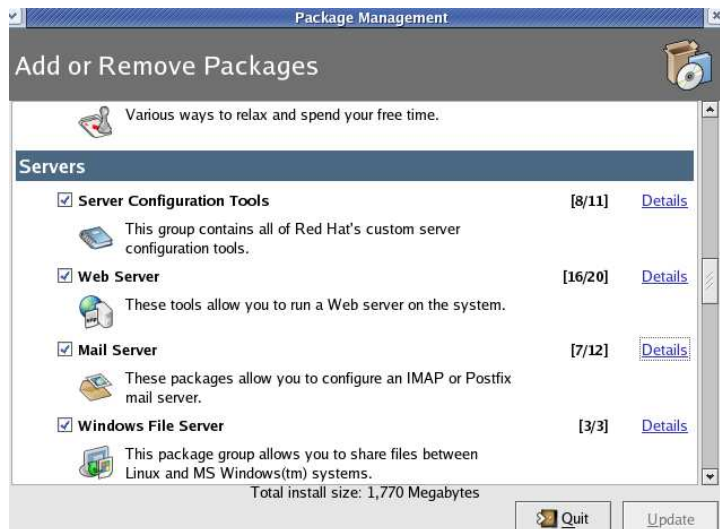 Package Management
Add or Remove Packages
Various ways to relax and spend your free time.
Servers
Server Configuration Tools [8/11] Details
This group contains all of Red Hat's custom server
configuration tools.
Web Server [16/20] Details
These tools allow you to run a Web server on the system.
Mail Server [7/12] Details
These packages allow you to configure an IMAP or Postfix
mail server.
Windows File Server [3/3] Details
This package group allows you to share files between
Linux and MS Windows(tm) systems.
Total install size: 1,770 Megabytes
Quit Update